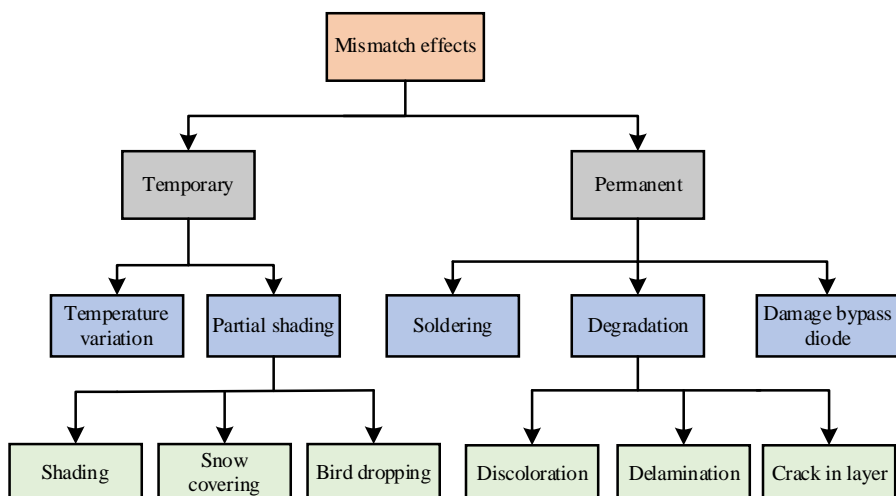 Mismatch effects
Temporary
Permanent
Temperature
variation
Partial shading
Soldering
Degradation
Damage bypass
diode
Shading
Snow
covering
Bird dropping
Discoloration
Delamination
Crack in layer